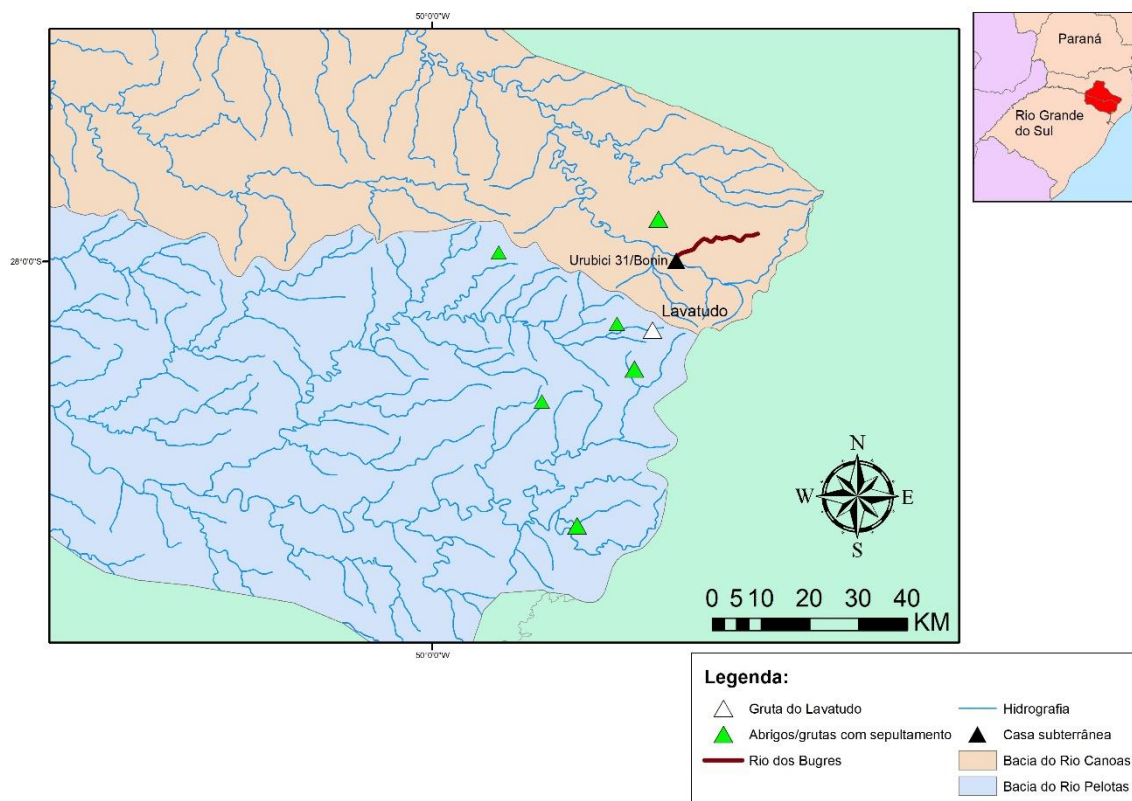 50°0'0"W
Paraná
Rio Grande
do Sul
28°0'0"S
Urubici 31/Bonin
Lavatudo
N
W
E
S
0 5 10 20 30 40
KM
50°0'0"W
Legenda:
Gruta do Lavatudo
Abrigos/grutas com sepultamento
Rio dos Bugres
Hidrografia
Casa subterrânea
Bacia do Rio Canoas
Bacia do Rio Pelotas